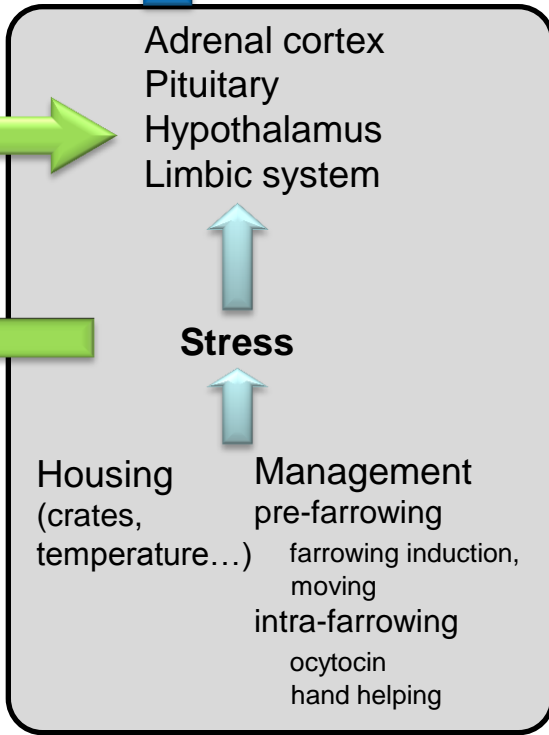 Adrenal cortex
Pituitary
Hypothalamus
Limbic system
Stress
Housing
(crates,
temperature…)
Management
pre-farrowing
farrowing induction,
moving
intra-farrowing
ocytocin
hand helping